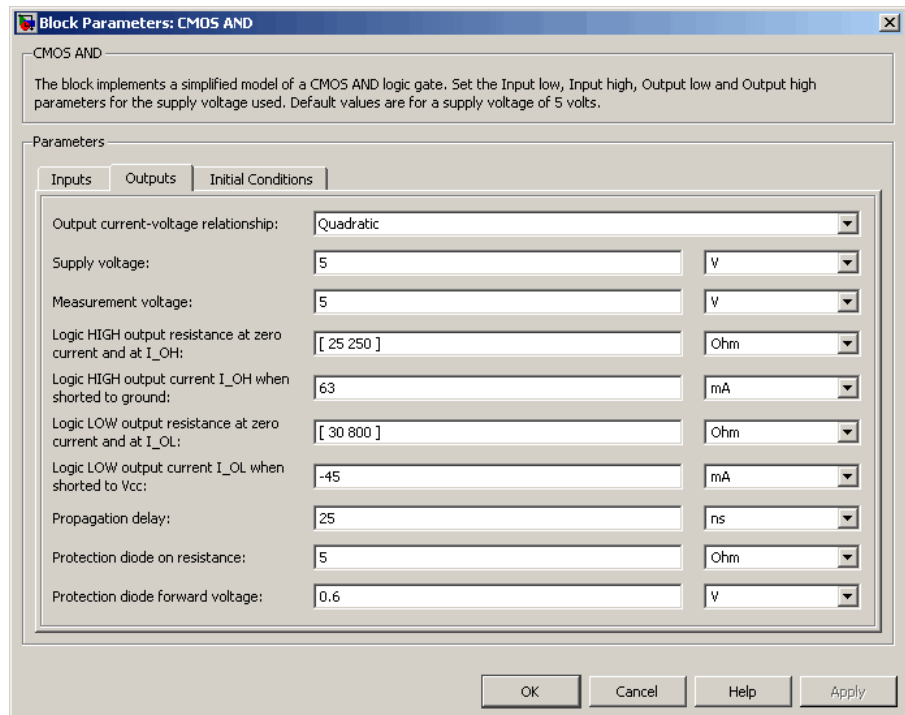 Block Parameters: CMOS AND
CMOS AND
The block implements a simplified model of a CMOS AND logic gate. Set the Input low, Input high, Output low and Output high
parameters for the supply voltage used. Default values are for a supply voltage of 5 volts.
Parameters
Inputs Outputs Initial Conditions
Output current-voltage relationship: Quadratic
Supply voltage: 5 V
Measurement voltage: 5 V
Logic HIGH output resistance at zero
current and at I_OH: [ 25 250 ] Ohm
Logic HIGH output current I_OH when
shorted to ground: 63 mA
Logic LOW output resistance at zero
current and at I_OL: [ 30 800 ] Ohm
Logic LOW output current I_OL when
shorted to Vcc: -45 mA
Propagation delay: 25 ns
Protection diode on resistance: 5 Ohm
Protection diode forward voltage: 0.6 V
OK Cancel Help Apply